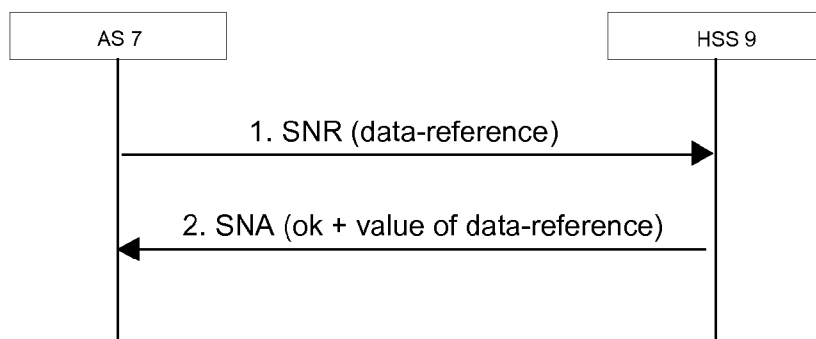 AS 7
HSS 9
1. SNR (data-reference)
2. SNA (ok + value of data-reference)